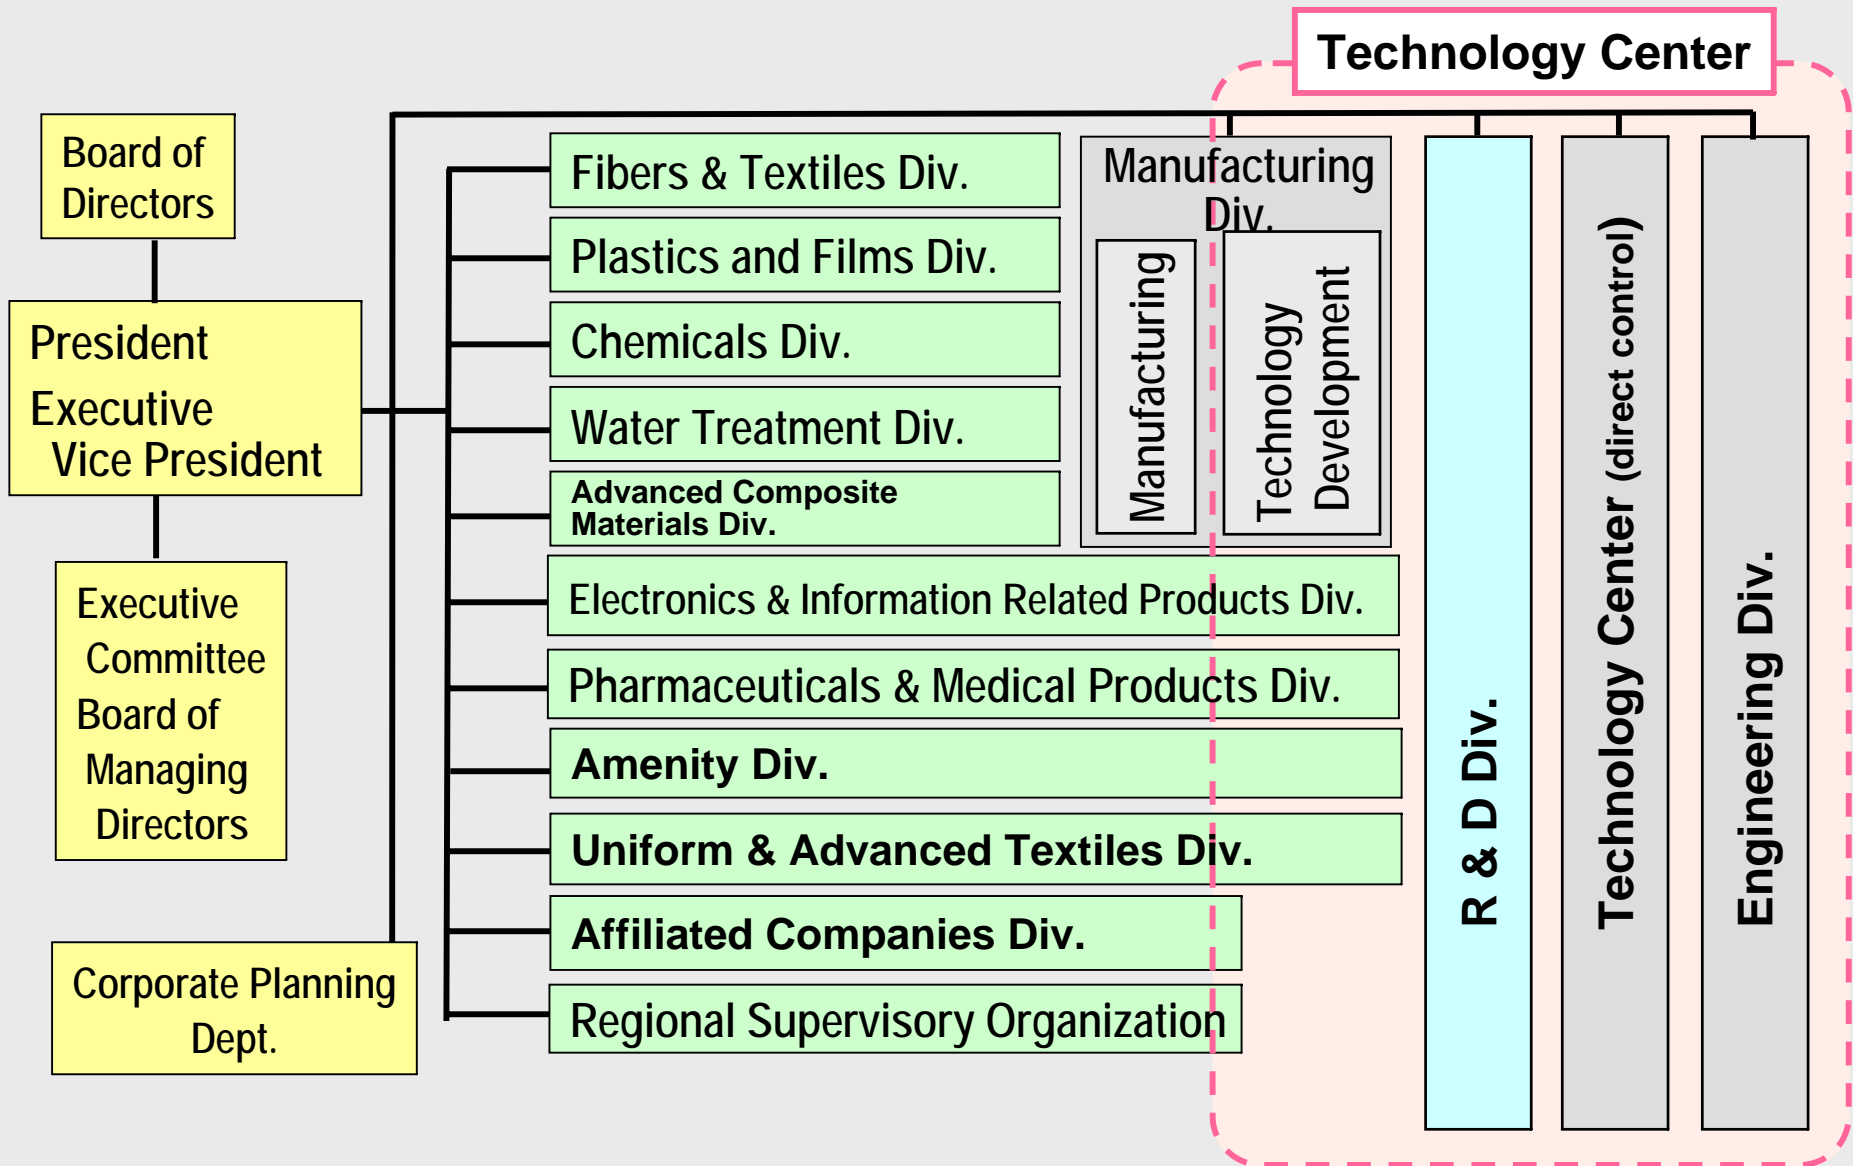 Technology Center
Board of
Directors
President
Executive
Vice President
Executive
Committee
Board of
Managing
Directors
Corporate Planning
Dept.
Fibers & Textiles Div.
Plastics and Films Div.
Chemicals Div.
Water Treatment Div.
Advanced Composite
Materials Div.
Electronics & Information Related Products Div.
Pharmaceuticals & Medical Products Div.
Amenity Div.
Uniform & Advanced Textiles Div.
Affiliated Companies Div.
Regional Supervisory Organization
Manufacturing
Div.
Manufacturing
Technology
Development
R & D Div.
Technology Center (direct control)
Engineering Div.